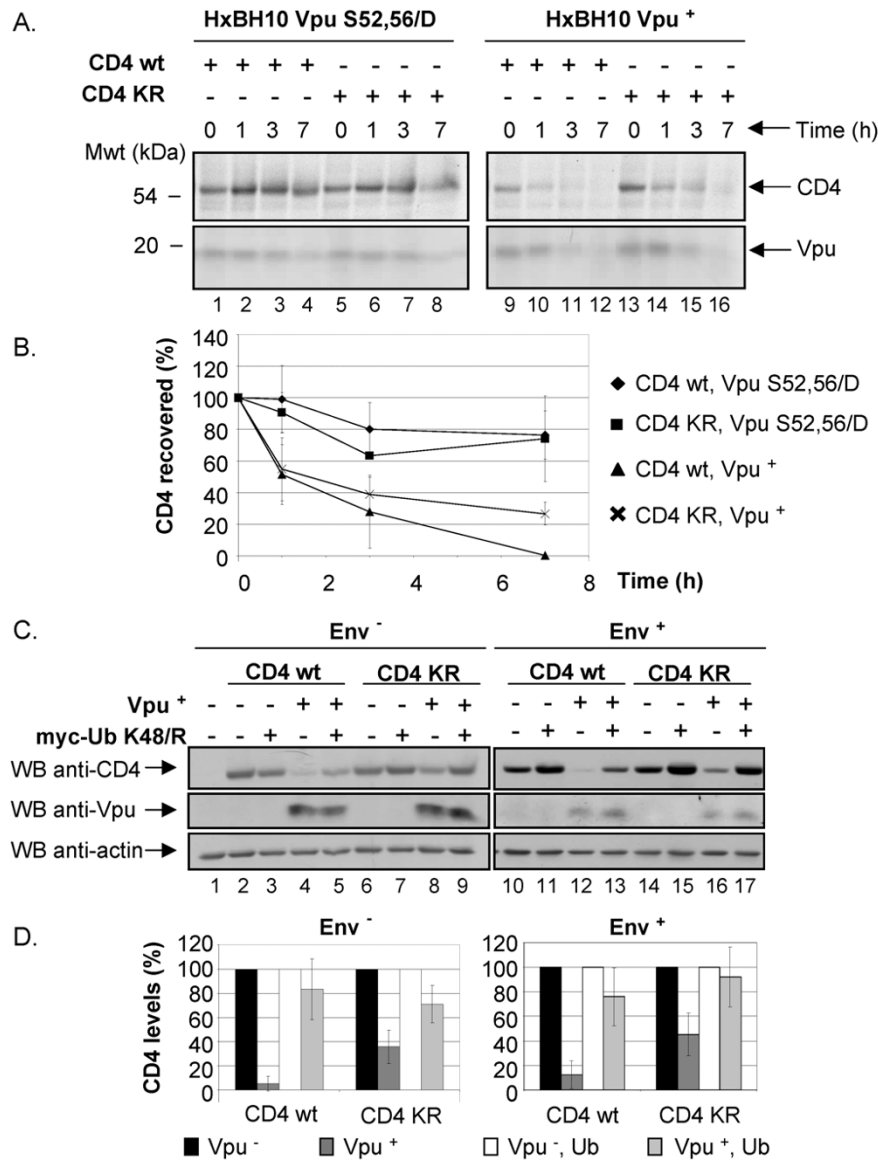 A.
HxBH10 Vpu S52,56/D HxBH10 Vpu +
CD4 wt + + + + - - - - + + + + - - - -
CD4 KR - - - - + + + + - - - - + + + +
0 1 3 7 0 1 3 7 0 1 3 7 0 1 3 7 Time (h)
Mwt (kDa)
54 – CD4
20 – Vpu
1 2 3 4 5 6 7 8 9 10 11 12 13 14 15 16
B.
140
120
100
80
60
40
20
0
CD4 recovered (%)
0 2 4 6 8
Time (h)
CD4 wt, Vpu S52,56/D
CD4 KR, Vpu S52,56/D
CD4 wt, Vpu +
CD4 KR, Vpu +
C.
Env - Env +
CD4 wt CD4 KR CD4 wt CD4 KR
Vpu + - - - + + - - + + - - + + - - + +
myc-Ub K48/R - - + - + - + - + - + - + - + - +
WB anti-CD4
WB anti-Vpu
WB anti-actin
1 2 3 4 5 6 7 8 9 10 11 12 13 14 15 16 17
D.
Env - Env +
CD4 levels (%)
120 120
100 100
80 80
60 60
40 40
20 20
0 0
CD4 wt CD4 KR CD4 wt CD4 KR
Vpu - Vpu + Vpu -, Ub Vpu +, Ub